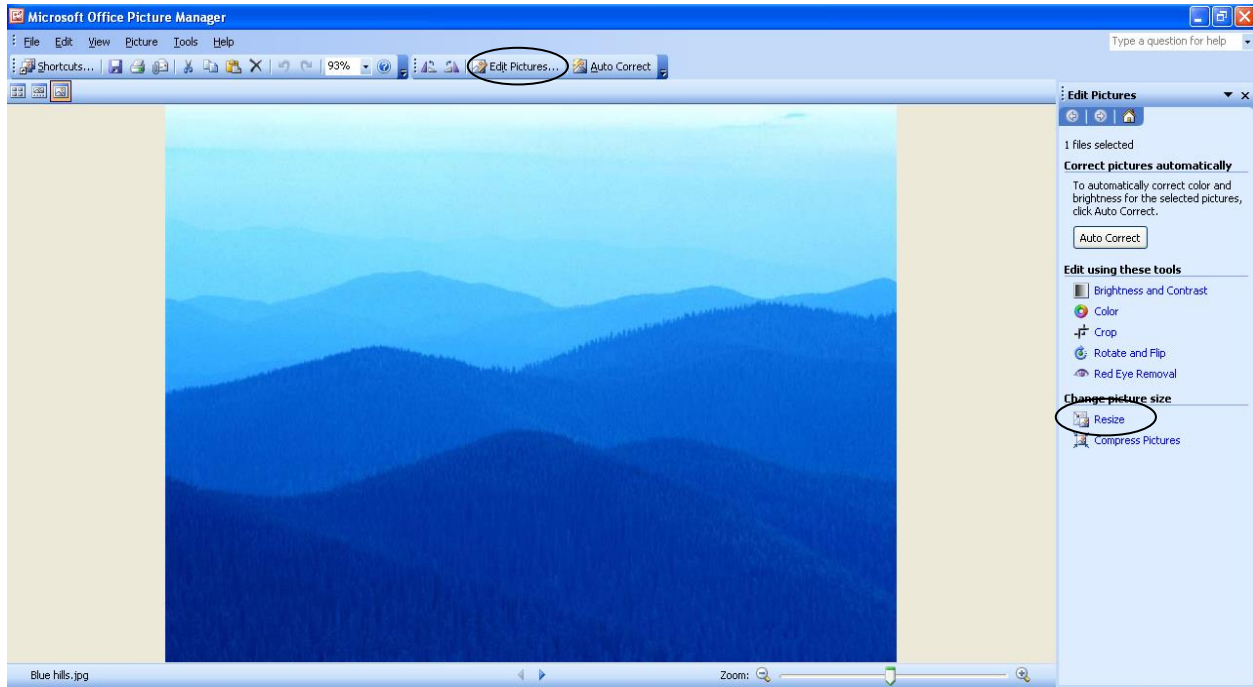 Microsoft Office Picture Manager
File Edit View Picture Tools Help
Type a question for help
Shortcuts... 93% Edit Pictures... Auto Correct
Edit Pictures
1 files selected
Correct pictures automatically
To automatically correct color and
brightness for the selected pictures,
click Auto Correct.
Auto Correct
Edit using these tools
Brightness and Contrast
Color
Crop
Rotate and Flip
Red Eye Removal
Change picture size
Resize
Compress Pictures
Blue hills.jpg
Zoom: